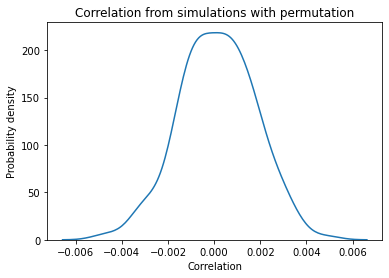 Correlation from simulations with permutation
Probability density
200
150
100
50
0
−0.006 −0.004 −0.002 0.000 0.002 0.004 0.006
Correlation